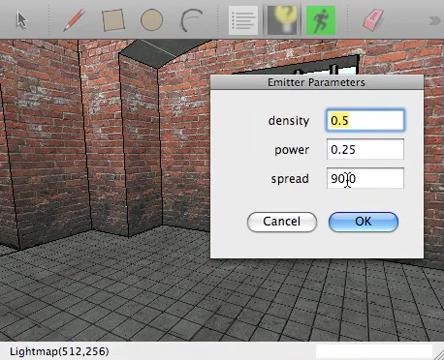 Emitter Parameters
density 0.5
power 0.25
spread 90.0
Cancel OK
Lightmap(512,256)